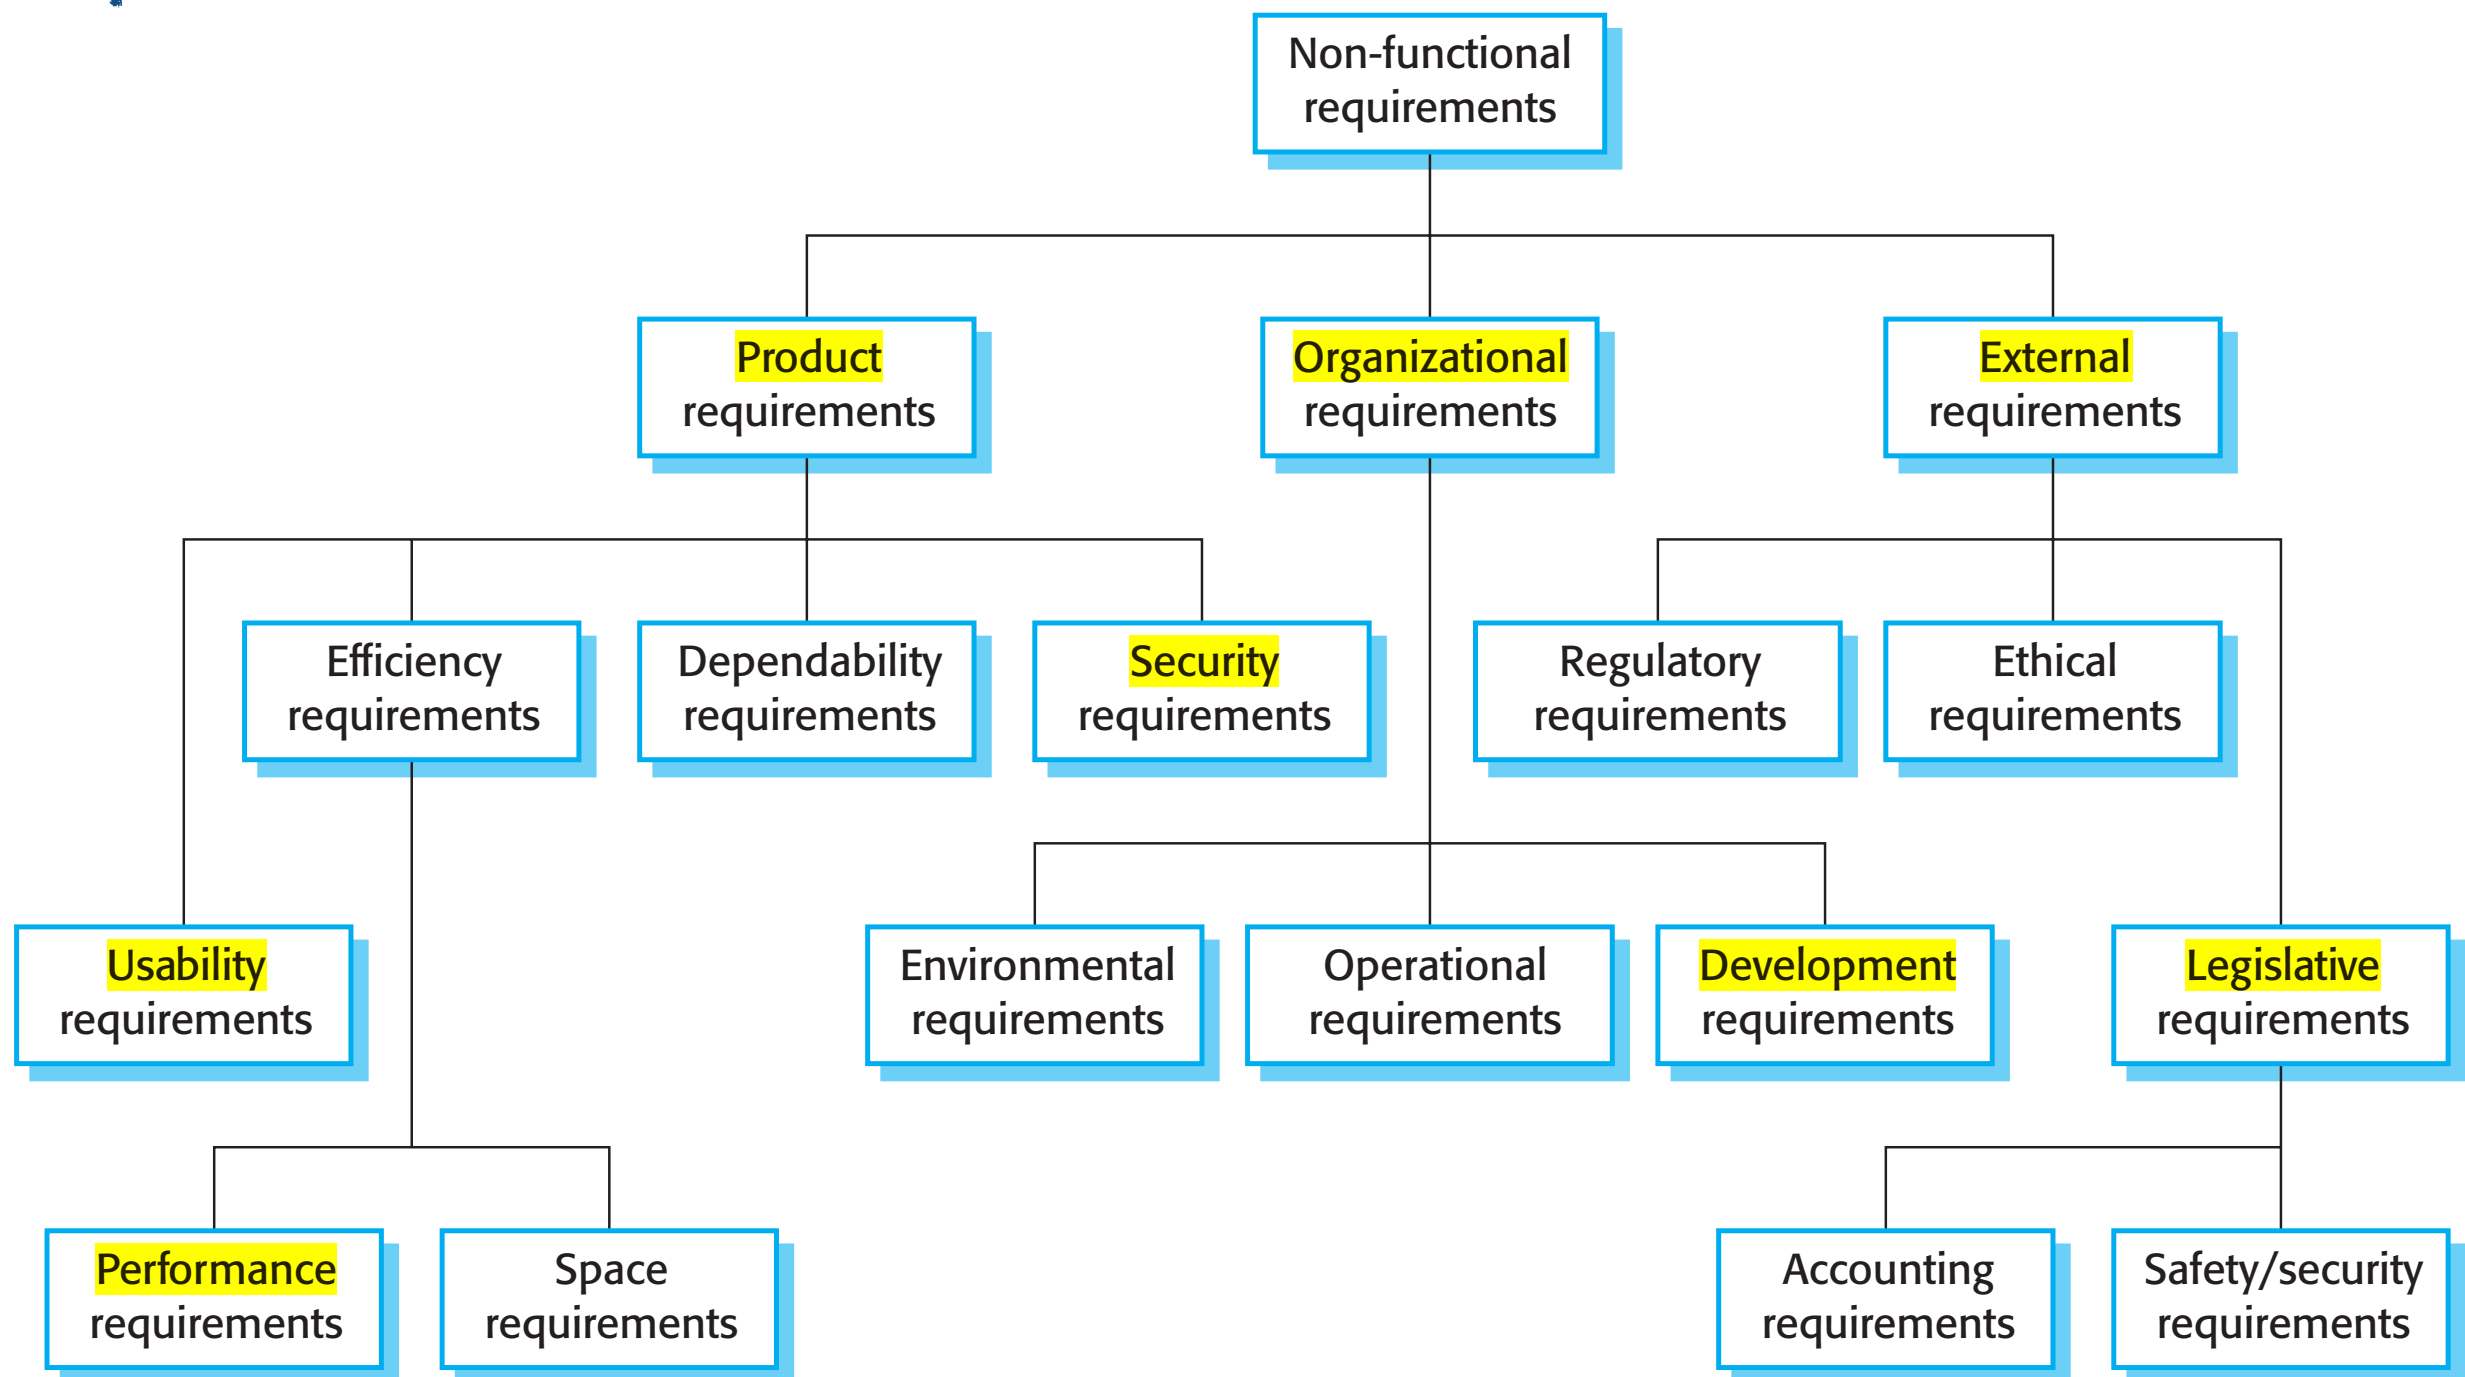 Non-functional
requirements
Product
requirements
Organizational
requirements
External
requirements
Efficiency
requirements
Dependability
requirements
Security
requirements
Regulatory
requirements
Ethical
requirements
Usability
requirements
Environmental
requirements
Operational
requirements
Development
requirements
Legislative
requirements
Performance
requirements
Space
requirements
Accounting
requirements
Safety/security
requirements